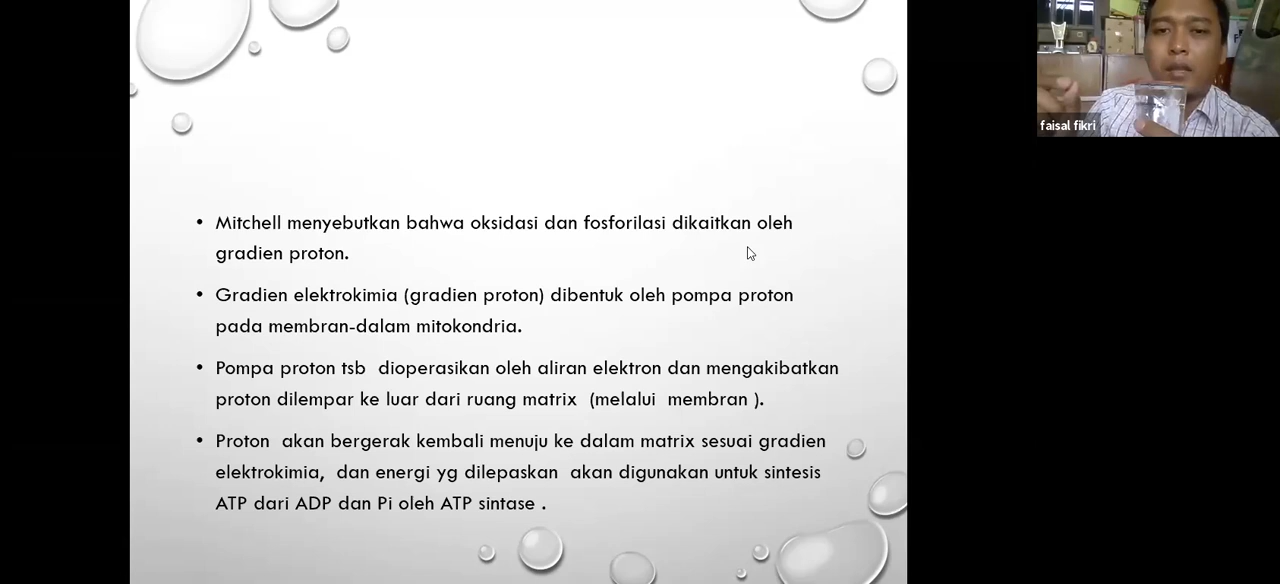 • Mitchell menyebutkan bahwa oksidasi dan fosforilasi dikaitkan oleh
gradien proton.
• Gradien elektrokimia (gradien proton) dibentuk oleh pompa proton
pada membran-dalam mitokondria.
• Pompa proton tsb dioperasikan oleh aliran elektron dan mengakibatkan
proton dilempar ke luar dari ruang matrix (melalui membran ).
• Proton akan bergerak kembali menuju ke dalam matrix sesuai gradien
elektrokimia, dan energi yg dilepaskan akan digunakan untuk sintesis
ATP dari ADP dan Pi oleh ATP sintase .
faisal fikri